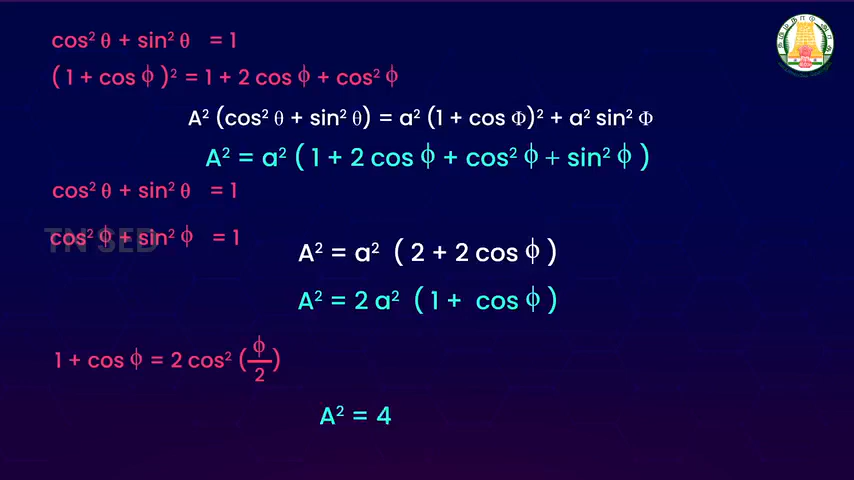 cos² θ + sin² θ = 1
( 1 + cos ϕ )² = 1 + 2 cos ϕ + cos² ϕ
A² (cos² θ + sin² θ) = a² (1 + cos Φ)² + a² sin² Φ
A² = a² ( 1 + 2 cos ϕ + cos² ϕ + sin² ϕ )
cos² θ + sin² θ = 1
TN SED
cos² ϕ + sin² ϕ = 1
A² = a² ( 2 + 2 cos ϕ )
A² = 2 a² ( 1 + cos ϕ )
1 + cos ϕ = 2 cos² (ϕ/2)
A² = 4